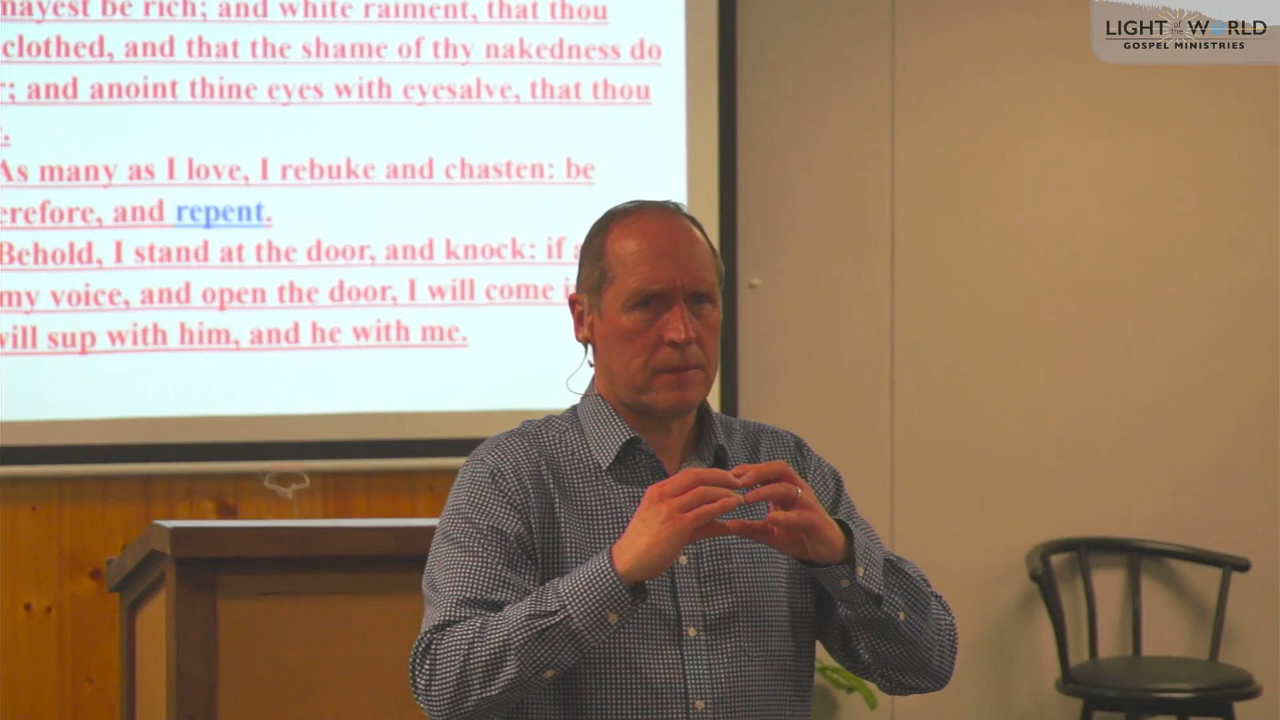 mayest be rich; and white raiment, that thou
clothed, and that the shame of thy nakedness do
; and anoint thine eyes with eyesalve, that thou
.
As many as I love, I rebuke and chasten: be
erefore, and repent.
Behold, I stand at the door, and knock: if
my voice, and open the door, I will come
will sup with him, and he with me.
LIGHT of the WORLD
GOSPEL MINISTRIES